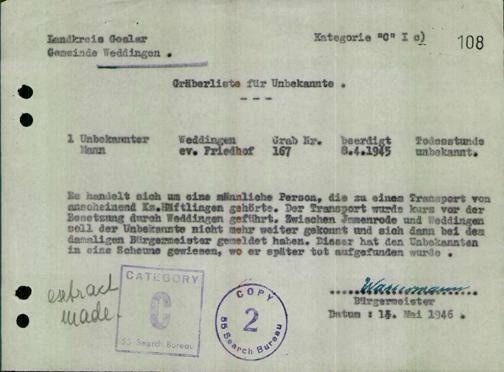 Landkreis Goslar
Gemeinde Weddingen .
Kategorie "C" I c)
108
Gräberliste für Unbekannte .
- - -
1 Unbekannter Weddingen Grab Nr. beerdigt Todesstunde
Mann ev. Friedhof 167 8.4.1945 unbekannt.
Es handelt sich um eine männliche Person, die zu einem Transport von
anscheinend Kz.Häftlingen gehörte. Der Transport wurde kurz vor der
Besetzung durch Weddingen geführt. Zwischen Immenrode und Weddingen
soll der Unbekannte nicht mehr weiter gekonnt und sich dann bei dem
damaligen Bürgermeister gemeldet haben. Dieser hat den Unbekannten
in eine Scheune gewiesen, wo er später tot aufgefunden wurde .
extract
made.
CATEGORY
C
55 Search Bureau
COPY
2
55 Search Bureau
Bürgermeister
Datum : 15. Mai 1946 .